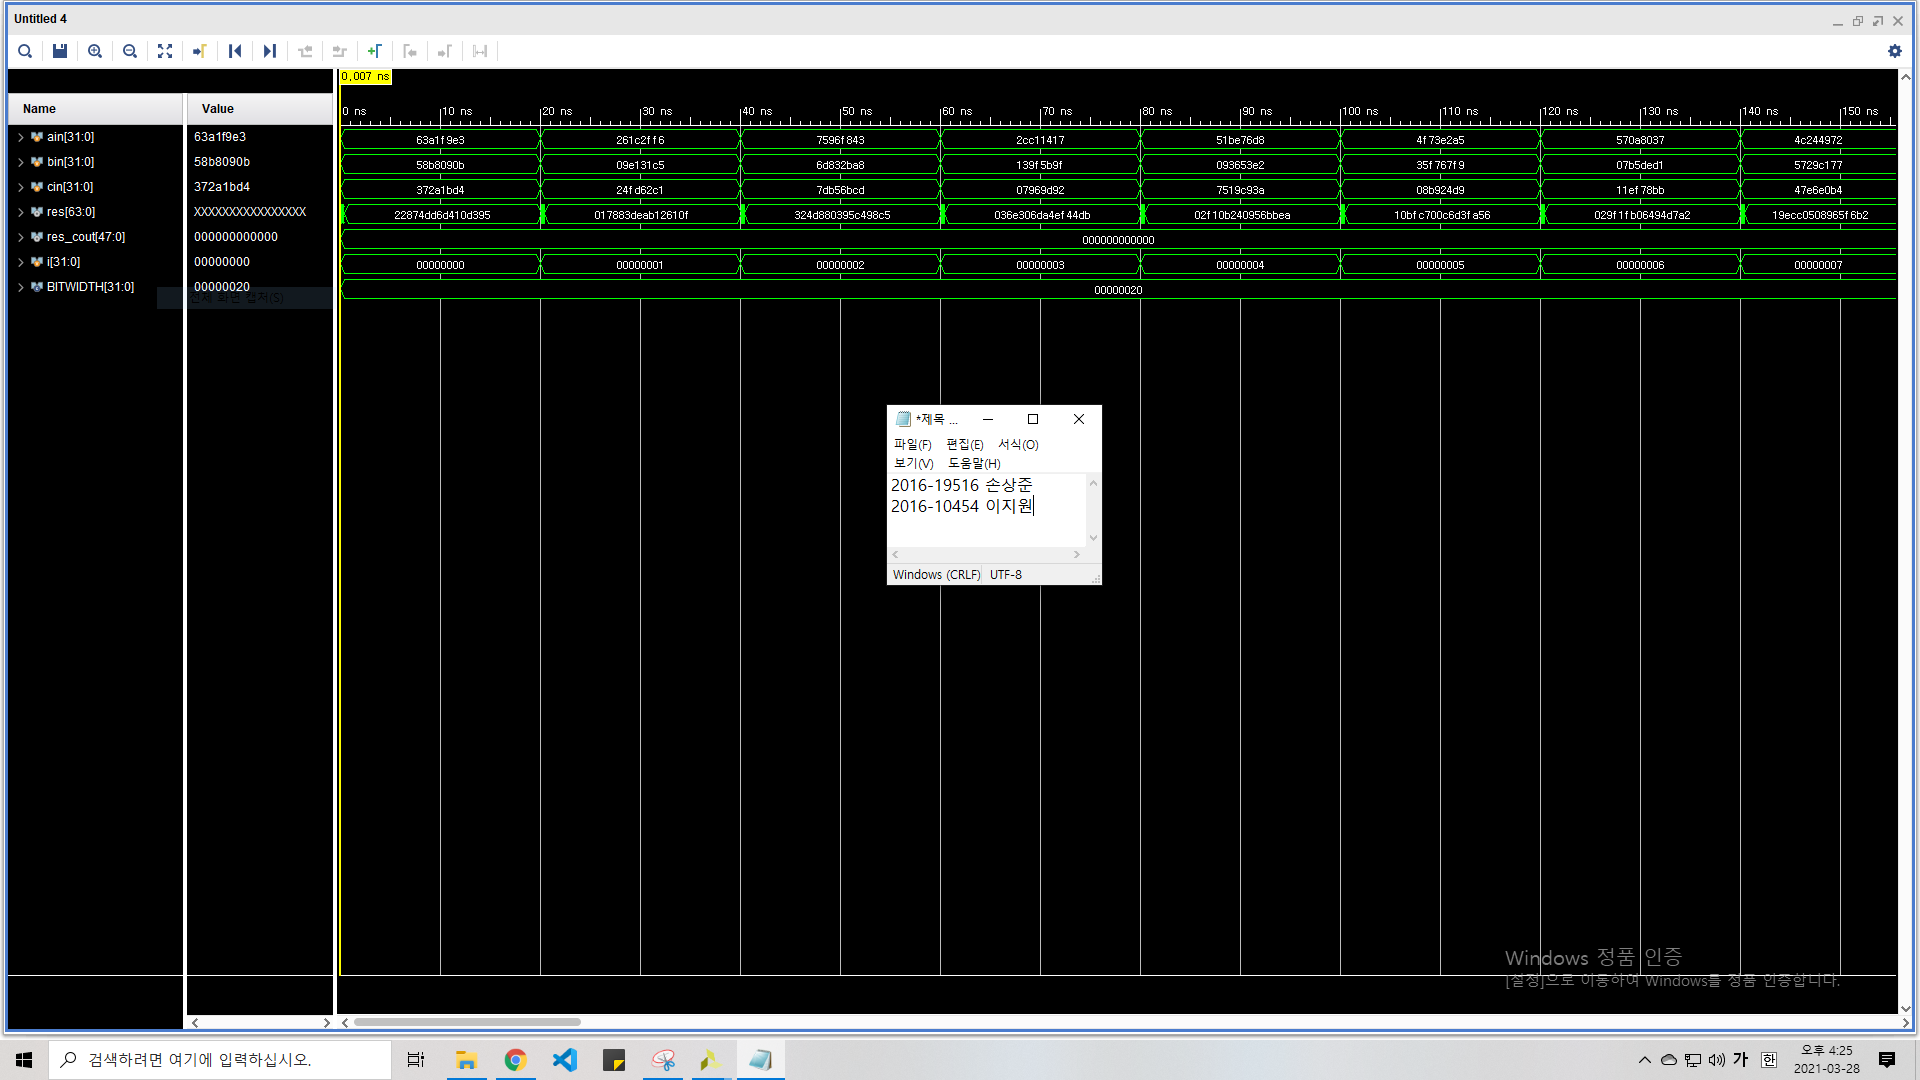 Untitled 4
0,007 ns
Name Value
0 ns 10 ns 20 ns 30 ns 40 ns 50 ns 60 ns 70 ns 80 ns 90 ns 100 ns 110 ns 120 ns 130 ns 140 ns 150 ns
ain[31:0] 63a1f9e3 63a1f9e3 261c2ff6 7596f843 2cc11417 51be76d8 4f73e2a5 570a8037 4c244972
bin[31:0] 58b8090b 58b8090b 09e131c5 6d832ba8 139f5b9f 093653e2 35f767f9 07b5ded1 5729c177
cin[31:0] 372a1bd4 372a1bd4 24fd62c1 7db56bcd 07969d92 7519c93a 08b924d9 11ef78bb 47e6e0b4
res[63:0] XXXXXXXXXXXXXXXX 22874dd6d410d395 017883deab12610f 324d880395c498c5 036e306da4ef44db 02f10b240956bbea 10bfc700c6d3fa56 029f1fb06494d7a2 19ecc0508965f6b2
res_cout[47:0] 000000000000 000000000000
i[31:0] 00000000 00000000 00000001 00000002 00000003 00000004 00000005 00000006 00000007
BITWIDTH[31:0] 00000020 00000020
전체 화면 캡처(S)
*제목 ...
파일(F) 편집(E) 서식(O)
보기(V) 도움말(H)
2016-19516 손상준
2016-10454 이지원
Windows (CRLF) UTF-8
Windows 정품 인증
[설정]으로 이동하여 Windows를 정품 인증합니다.
검색하려면 여기에 입력하십시오.
가 한
오후 4:25
2021-03-28